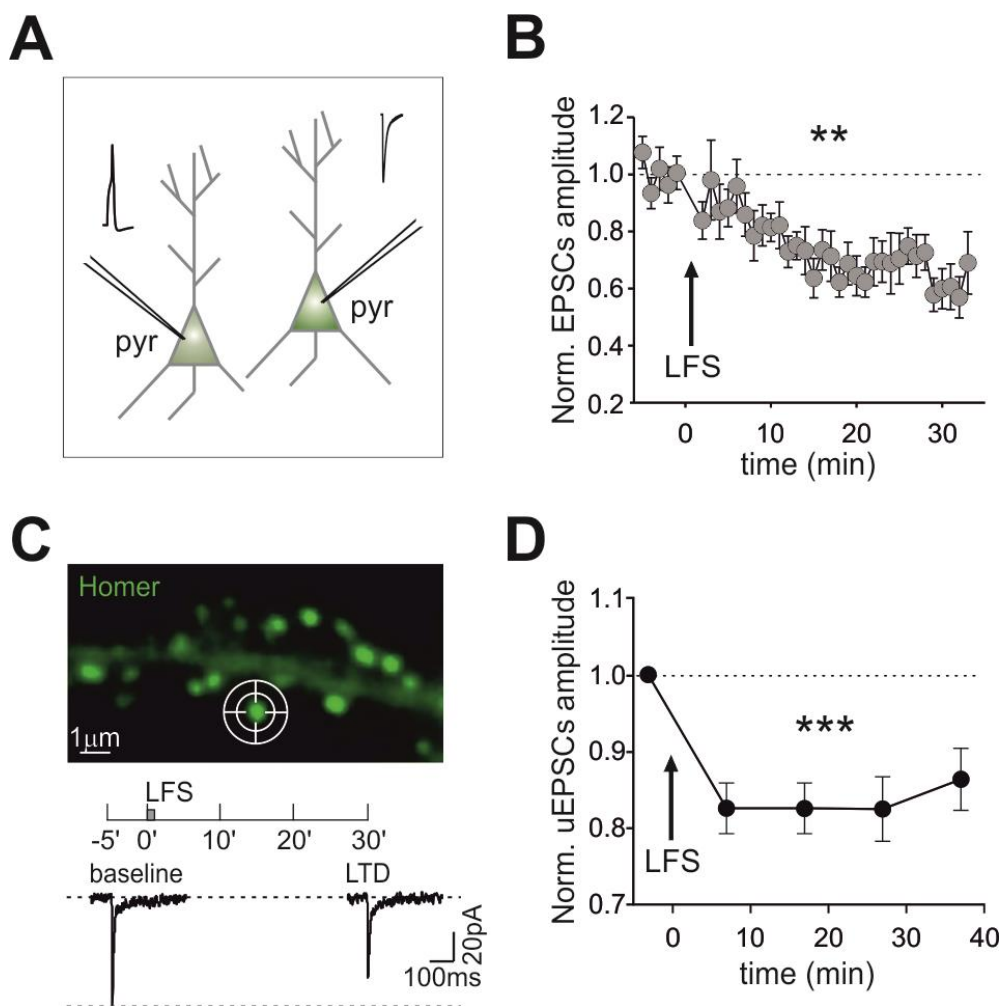 A
pyr
pyr
B
Norm. EPSCs amplitude
1.2
1.0
0.8
0.6
0.4
0.2
**
LFS
0 10 20 30
time (min)
C
Homer
1μm
LFS
-5' 0' 10' 20' 30'
baseline LTD
20pA
100ms
D
Norm. uEPSCs amplitude
1.1
1.0
0.9
0.8
0.7
***
LFS
0 10 20 30 40
time (min)